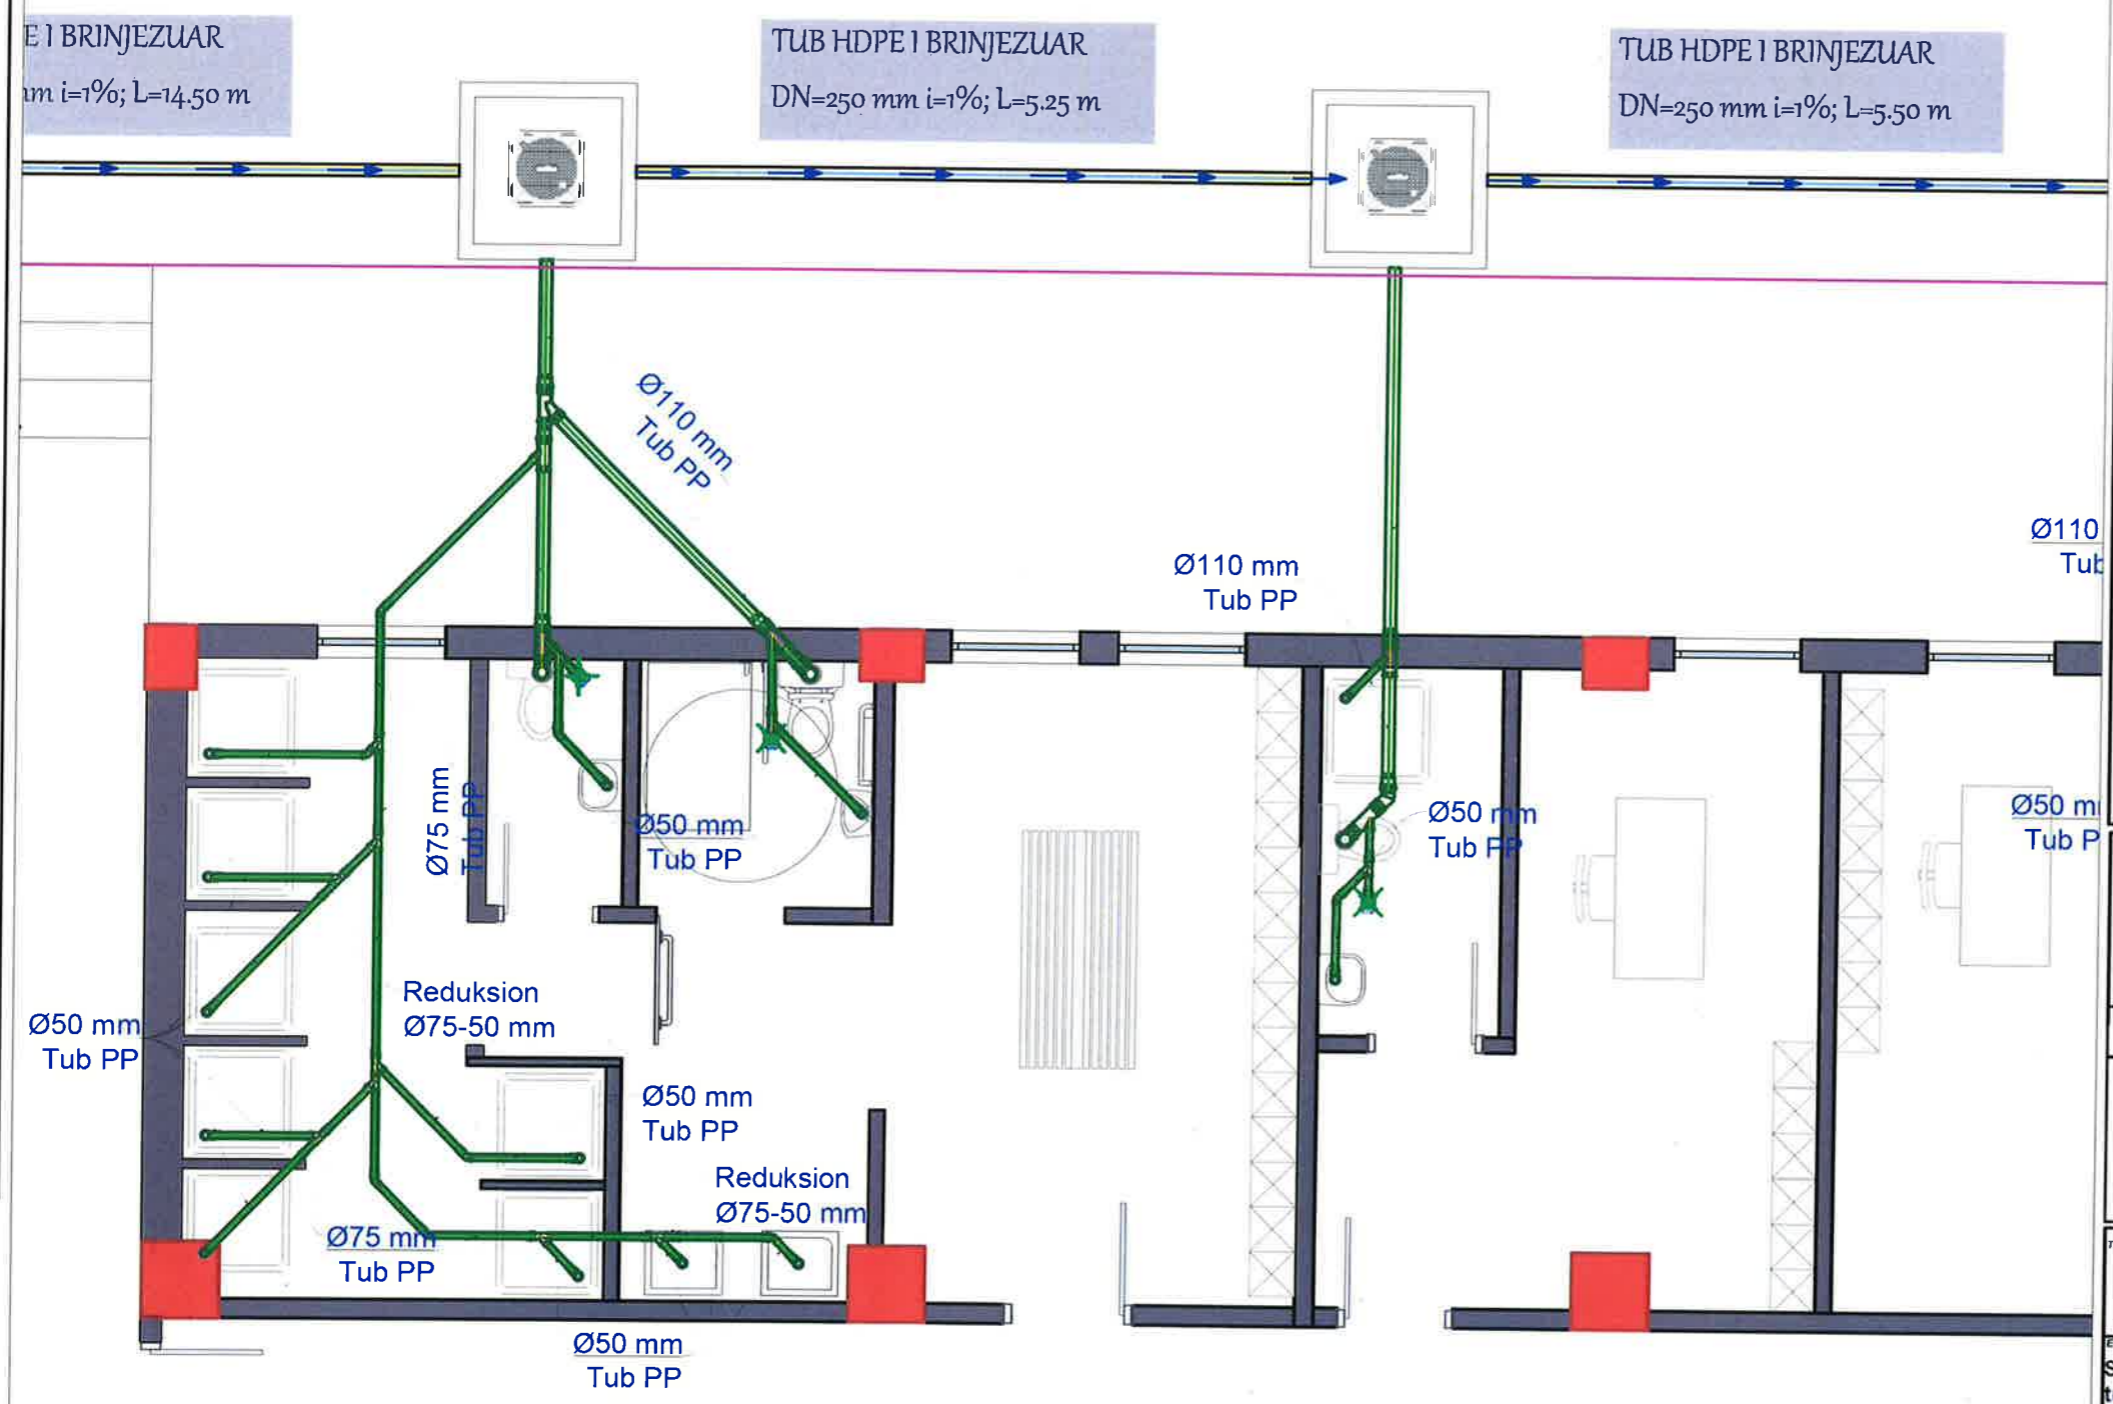 E I BRINJEZUAR
mm i=1%; L=14.50 m
TUB HDPE I BRINJEZUAR
DN=250 mm i=1%; L=5.25 m
TUB HDPE I BRINJEZUAR
DN=250 mm i=1%; L=5.50 m
Ø110 mm
Tub PP
Ø110 mm
Tub PP
Ø110
Tub
Ø75 mm
Tub PP
Ø50 mm
Tub PP
Ø50 mm
Tub PP
Ø50 m
Tub P
Reduksion
Ø75-50 mm
Ø50 mm
Tub PP
Ø50 mm
Tub PP
Reduksion
Ø75-50 mm
Ø75 mm
Tub PP
Ø50 mm
Tub PP